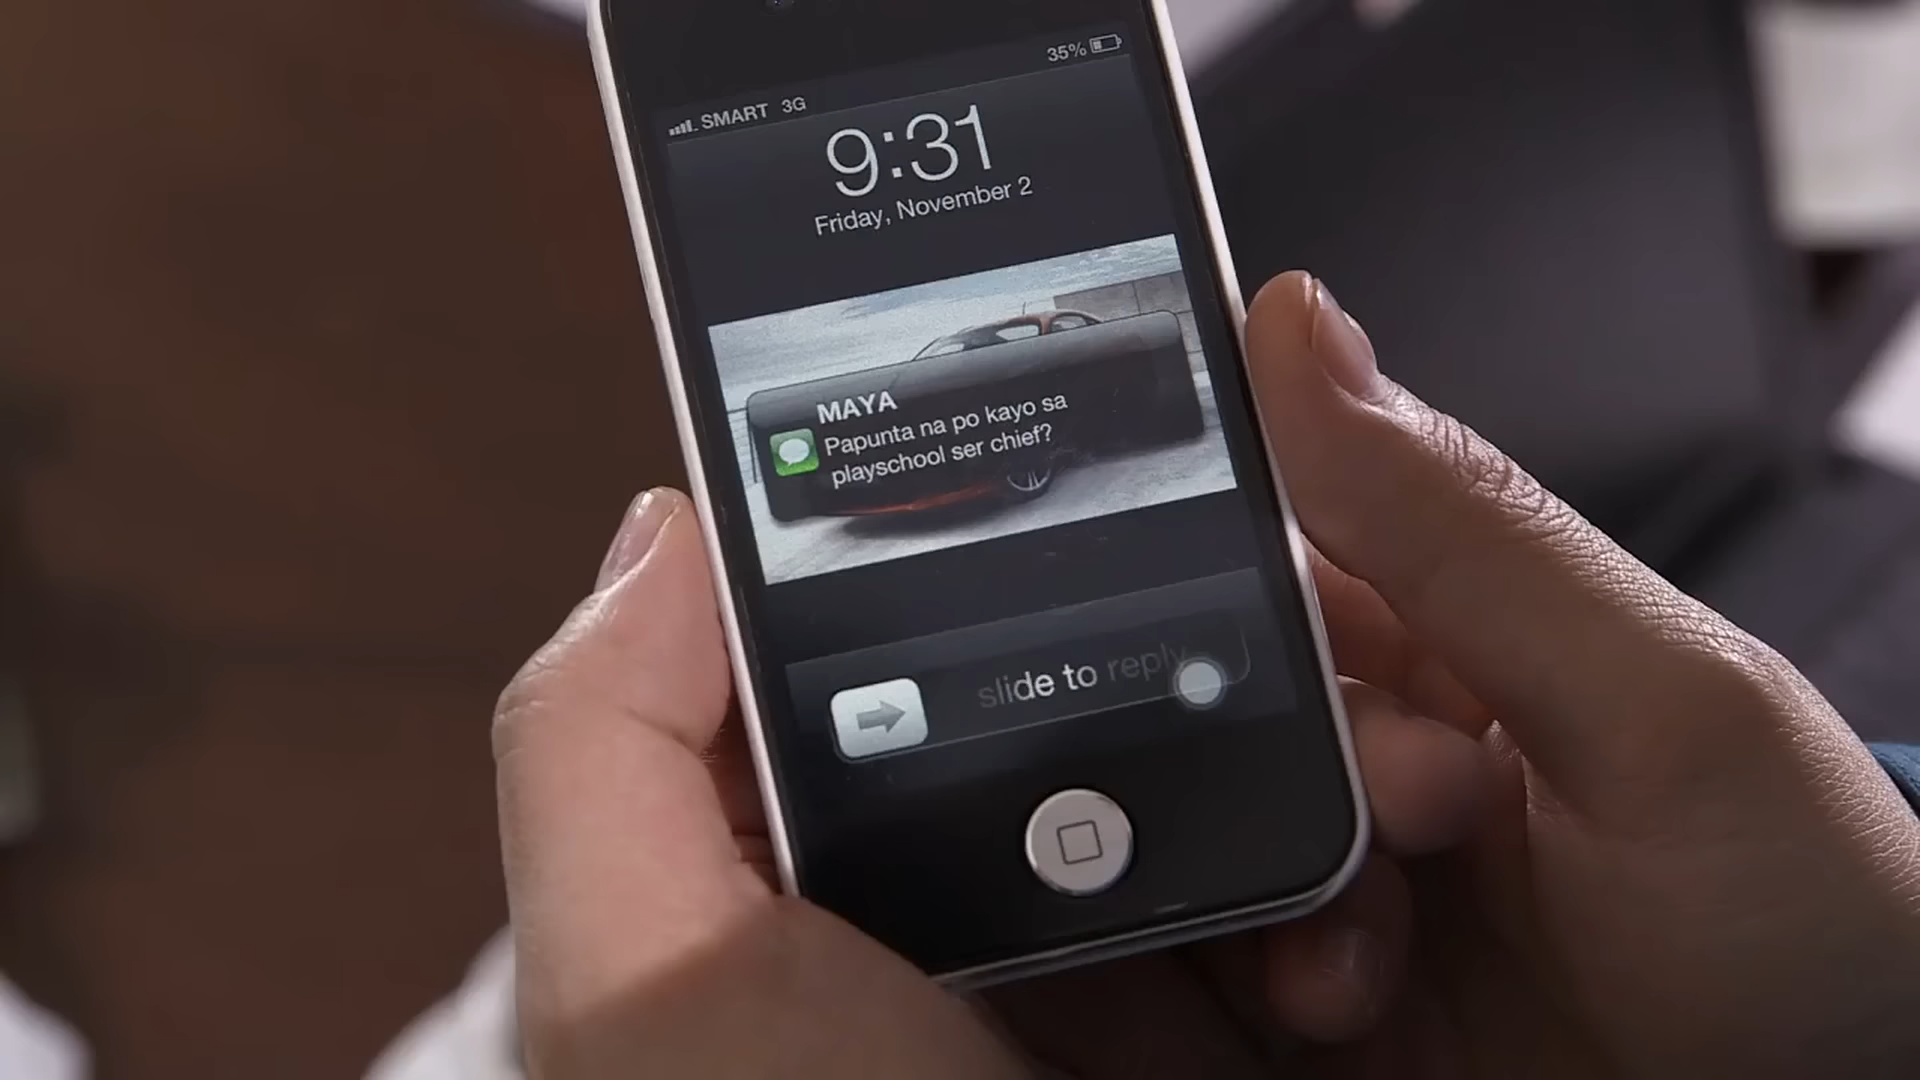 35%
SMART 3G
9:31
Friday, November 2
MAYA
Papunta na po kayo sa
playschool ser chief?
slide to reply